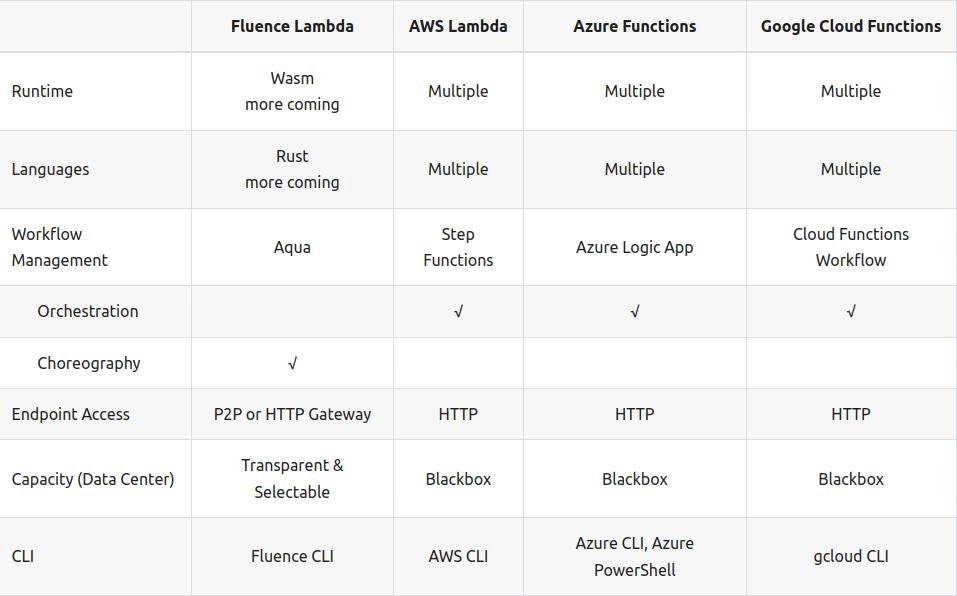 Fluence Lambda AWS Lambda Azure Functions Google Cloud Functions
Runtime Wasm more coming Multiple Multiple Multiple
Languages Rust more coming Multiple Multiple Multiple
Workflow Management Aqua Step Functions Azure Logic App Cloud Functions Workflow
Orchestration √ √ √
Choreography √
Endpoint Access P2P or HTTP Gateway HTTP HTTP HTTP
Capacity (Data Center) Transparent & Selectable Blackbox Blackbox Blackbox
CLI Fluence CLI AWS CLI Azure CLI, Azure PowerShell gcloud CLI